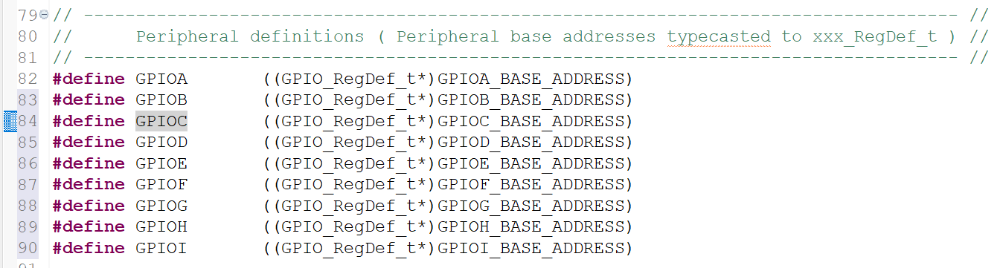 79 // ------------------------------------------------------------------------------------ //
80 //      Peripheral definitions ( Peripheral base addresses typecasted to xxx_RegDef_t ) //
81 // ------------------------------------------------------------------------------------ //
82 #define GPIOA       ((GPIO_RegDef_t*)GPIOA_BASE_ADDRESS)
83 #define GPIOB       ((GPIO_RegDef_t*)GPIOB_BASE_ADDRESS)
84 #define GPIOC       ((GPIO_RegDef_t*)GPIOC_BASE_ADDRESS)
85 #define GPIOD       ((GPIO_RegDef_t*)GPIOD_BASE_ADDRESS)
86 #define GPIOE       ((GPIO_RegDef_t*)GPIOE_BASE_ADDRESS)
87 #define GPIOF       ((GPIO_RegDef_t*)GPIOF_BASE_ADDRESS)
88 #define GPIOG       ((GPIO_RegDef_t*)GPIOG_BASE_ADDRESS)
89 #define GPIOH       ((GPIO_RegDef_t*)GPIOH_BASE_ADDRESS)
90 #define GPIOI       ((GPIO_RegDef_t*)GPIOI_BASE_ADDRESS)